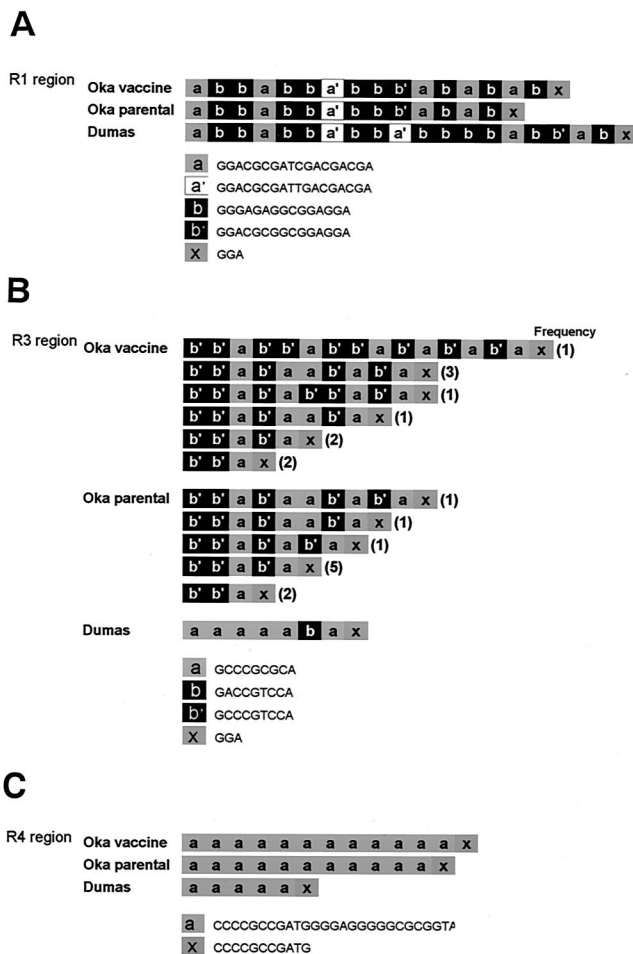 A
R1 region
Oka vaccine a b b a b b a' b b b' a b a b a b x
Oka parental a b b a b b a' b b b' a b a b x
Dumas a b b a b b a' b b a' b b b b a b b' a b x
a GGACGCGATCGACGACGA
a' GGACGCGATTGACGACGA
b GGGAGAGGCGGAGGA
b' GGACGCGGCGGAGGA
x GGA
B
Frequency
R3 region
Oka vaccine b' b' a b' b' a b' b' a b' a b' a b' a x (1)
b' b' a b' a a b' a b' a x (3)
b' b' a b' a b' b' a b' a x (1)
b' b' a b' a a b' a x (1)
b' b' a b' a x (2)
b' b' a x (2)
Oka parental b' b' a b' a a b' a b' a x (1)
b' b' a b' a a b' a x (1)
b' b' a b' a b' a x (1)
b' b' a b' a x (5)
b' b' a x (2)
Dumas a a a a a b a x
a GCCCGCGCA
b GACCGTCCA
b' GCCCGTCCA
x GGA
C
R4 region
Oka vaccine a a a a a a a a a a a a x
Oka parental a a a a a a a a a a a x
Dumas a a a a a x
a CCCCGCCGATGGGGAGGGGGCGCGGTA
x CCCCGCCGATG